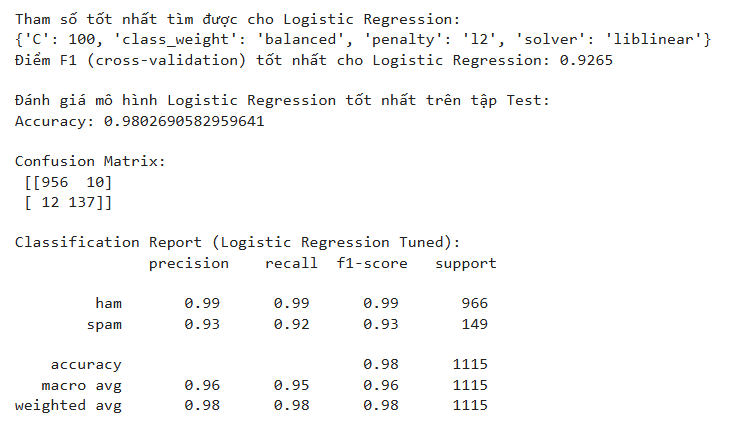 Tham số tốt nhất tìm được cho Logistic Regression:
{'C': 100, 'class_weight': 'balanced', 'penalty': 'l2', 'solver': 'liblinear'}
Điểm F1 (cross-validation) tốt nhất cho Logistic Regression: 0.9265
Đánh giá mô hình Logistic Regression tốt nhất trên tập Test:
Accuracy: 0.9802690582959641
Confusion Matrix:
[[956  10]
[ 12 137]]
Classification Report (Logistic Regression Tuned):
precision    recall  f1-score   support
ham       0.99      0.99      0.99       966
spam       0.93      0.92      0.93       149
accuracy                           0.98      1115
macro avg       0.96      0.95      0.96      1115
weighted avg       0.98      0.98      0.98      1115